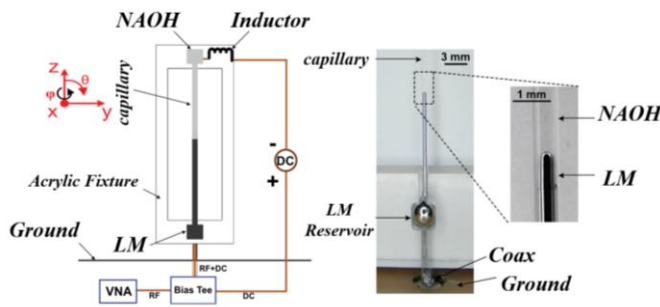 NAOH Inductor
z
θ
φ
x y
capillary
-
DC
+
Acrylic Fixture
Ground
LM
RF+DC
VNA
RF
Bias Tee
DC
capillary
3 mm
1 mm
NAOH
LM
LM
Reservoir
Coax
Ground